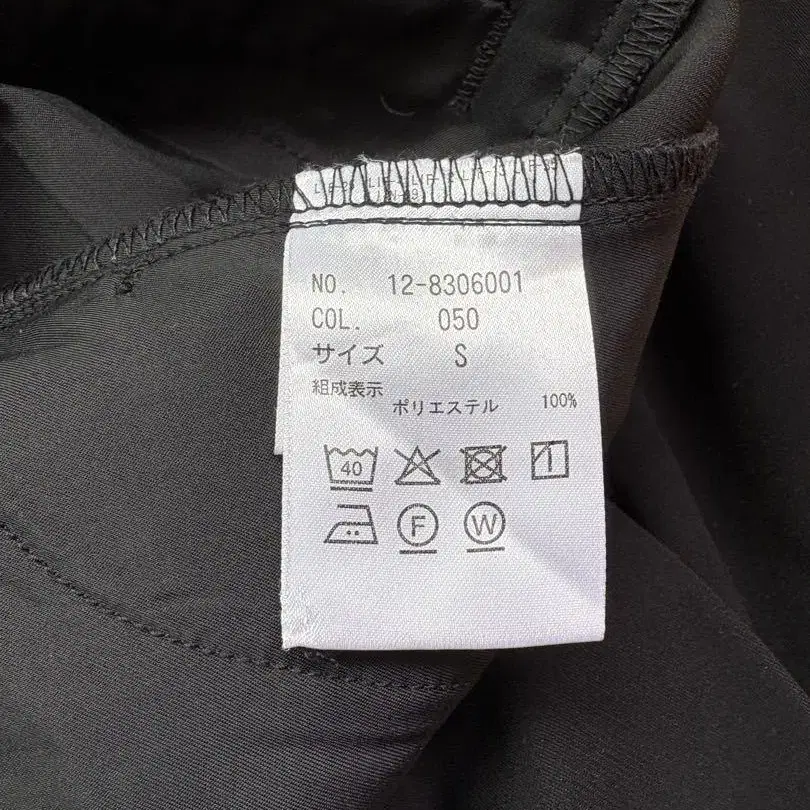 NO. 12-8306001
COL. 050
サイズ S
組成表示
ポリエステル 100%
40
F W